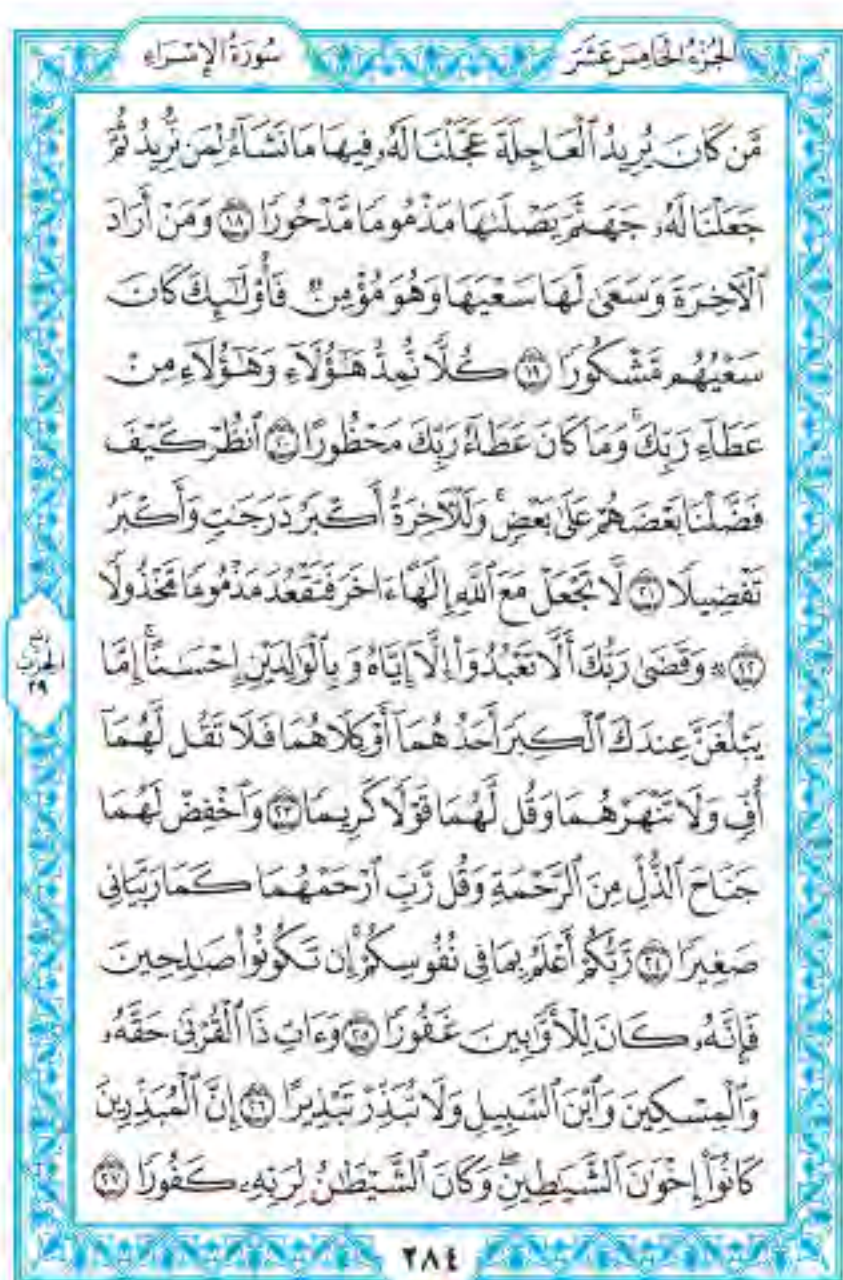 الجزء الخامس عشر
سورة الإسراء
مَّن كَانَ يُرِيدُ ٱلْعَاجِلَةَ عَجَّلْنَا لَهُۥ فِيهَا مَا نَشَآءُ لِمَن نُّرِيدُ ثُمَّ
جَعَلْنَا لَهُۥ جَهَنَّمَ يَصْلَىٰهَا مَذْمُومًا مَّدْحُورًا ١٨ وَمَنْ أَرَادَ
ٱلْأَخِرَةَ وَسَعَىٰ لَهَا سَعْيَهَا وَهُوَ مُؤْمِنٌ فَأُو۟لَـٰٓئِكَ كَانَ
سَعْيُهُم مَّشْكُورًا ١٩ كُلًّا نُّمِدُّ هَـٰٓؤُلَآءِ وَهَـٰٓؤُلَآءِ مِنْ
عَطَآءِ رَبِّكَ ۚ وَمَا كَانَ عَطَآءُ رَبِّكَ مَحْظُورًا ٢٠ ٱنظُرْ كَيْفَ
فَضَّلْنَا بَعْضَهُمْ عَلَىٰ بَعْضٍ ۚ وَلَلْأَخِرَةُ أَكْبَرُ دَرَجَـٰتٍ وَأَكْبَرُ
تَفْضِيلًا ٢١ لَّا تَجْعَلْ مَعَ ٱللَّهِ إِلَـٰهًا ءَاخَرَ فَتَقْعُدَ مَذْمُومًا مَّخْذُولًا
٢٢ ۞ وَقَضَىٰ رَبُّكَ أَلَّا تَعْبُدُوٓا۟ إِلَّآ إِيَّاهُ وَبِٱلْوَٰلِدَيْنِ إِحْسَـٰنًا ۚ إِمَّا
يَبْلُغَنَّ عِندَكَ ٱلْكِبَرَ أَحَدُهُمَآ أَوْ كِلَاهُمَا فَلَا تَقُل لَّهُمَآ
أُفٍّ وَلَا تَنْهَرْهُمَا وَقُل لَّهُمَا قَوْلًا كَرِيمًا ٢٣ وَٱخْفِضْ لَهُمَا
جَنَاحَ ٱلذُّلِّ مِنَ ٱلرَّحْمَةِ وَقُل رَّبِّ ٱرْحَمْهُمَا كَمَا رَبَّيَانِى
صَغِيرًا ٢٤ رَّبُّكُمْ أَعْلَمُ بِمَا فِى نُفُوسِكُمْ ۚ إِن تَكُونُوا۟ صَـٰلِحِينَ
فَإِنَّهُۥ كَانَ لِلْأَوَّٰبِينَ غَفُورًا ٢٥ وَءَاتِ ذَا ٱلْقُرْبَىٰ حَقَّهُۥ
وَٱلْمِسْكِينَ وَٱبْنَ ٱلسَّبِيلِ وَلَا تُبَذِّرْ تَبْذِيرًا ٢٦ إِنَّ ٱلْمُبَذِّرِينَ
كَانُوٓا۟ إِخْوَٰنَ ٱلشَّيَـٰطِينِ ۖ وَكَانَ ٱلشَّيْطَـٰنُ لِرَبِّهِۦ كَفُورًا ٢٧
ربع
الحزب
٢٩
٢٨٤